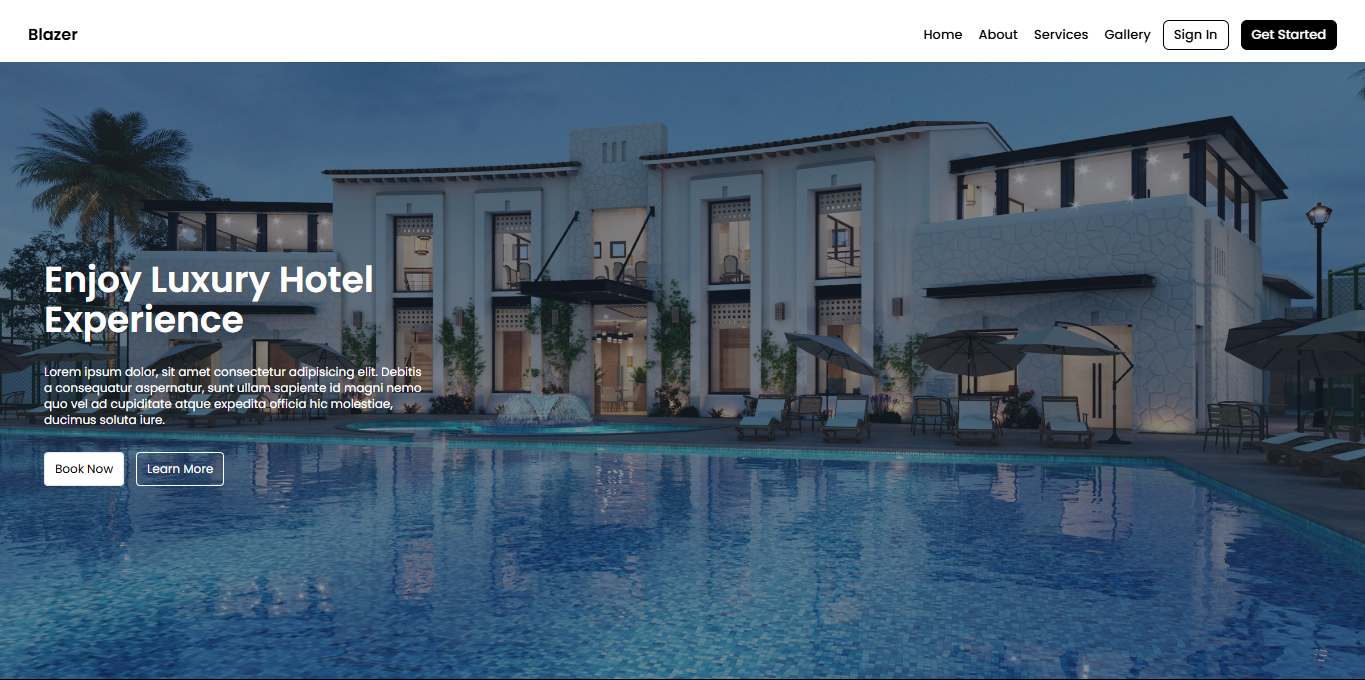 Blazer
Home About Services Gallery Sign In Get Started
Enjoy Luxury Hotel
Experience
Lorem ipsum dolor, sit amet consectetur adipisicing elit. Debitis
a consequatur aspernatur, sunt ullam sapiente id magni nemo
quo vel ad cupiditate atque expedita officia hic molestiae,
ducimus soluta iure.
Book Now Learn More